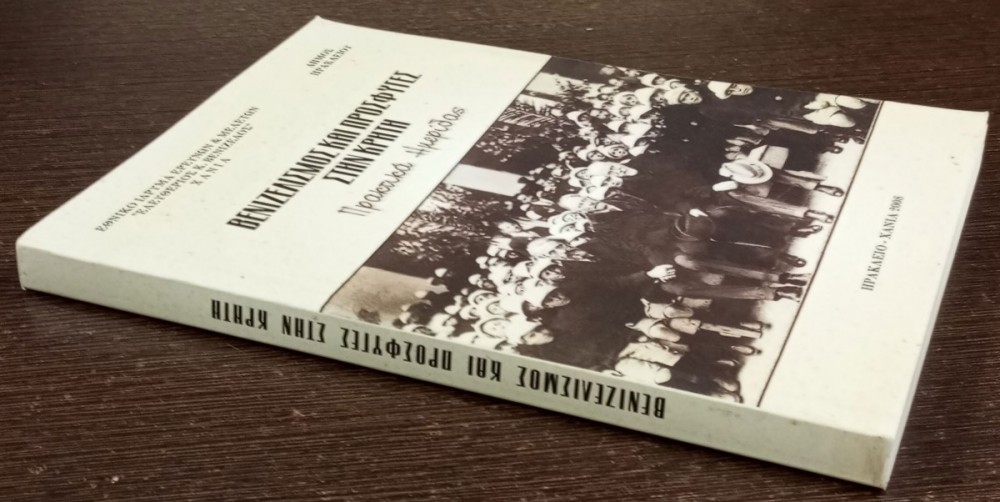 ΔΗΜΟΣ
ΗΡΑΚΛΕΙΟΥ
ΕΘΝΙΚΟ ΙΔΡΥΜΑ ΕΡΕΥΝΩΝ & ΜΕΛΕΤΩΝ
"ΕΛΕΥΘΕΡΙΟΣ Κ. ΒΕΝΙΖΕΛΟΣ"
ΧΑΝΙΑ
ΒΕΝΙΖΕΛΙΣΜΟΣ ΚΑΙ ΠΡΟΣΦΥΓΕΣ
ΣΤΗΝ ΚΡΗΤΗ
Πρακτικά Ημερίδας
ΗΡΑΚΛΕΙΟ - ΧΑΝΙΑ 2008
ΒΕΝΙΖΕΛΙΣΜΟΣ ΚΑΙ ΠΡΟΣΦΥΓΕΣ ΣΤΗΝ ΚΡΗΤΗ